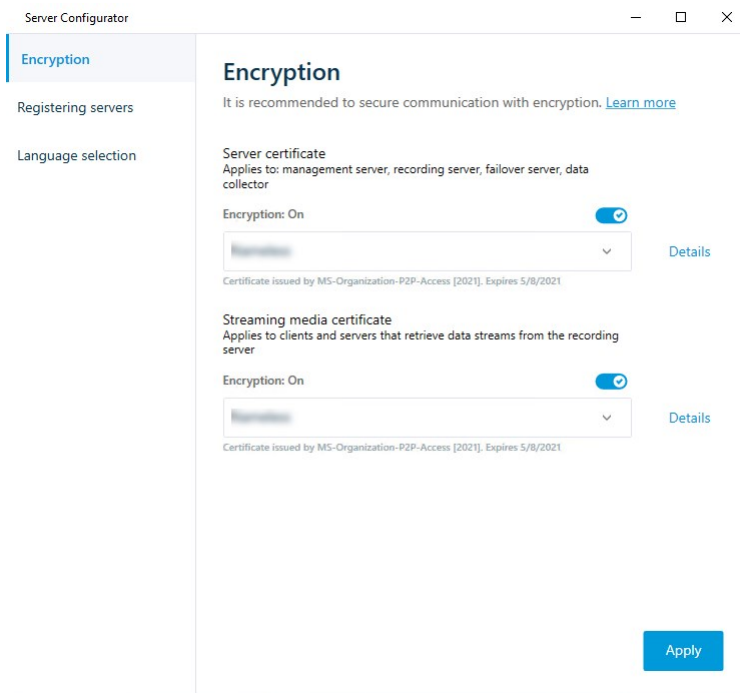 Server Configurator
Encryption
Registering servers
Language selection
Encryption
It is recommended to secure communication with encryption. Learn more
Server certificate
Applies to: management server, recording server, failover server, data
collector
Encryption: On
Details
Certificate issued by MS-Organization-P2P-Access [2021]. Expires 5/8/2021
Streaming media certificate
Applies to clients and servers that retrieve data streams from the recording
server
Encryption: On
Details
Certificate issued by MS-Organization-P2P-Access [2021]. Expires 5/8/2021
Apply